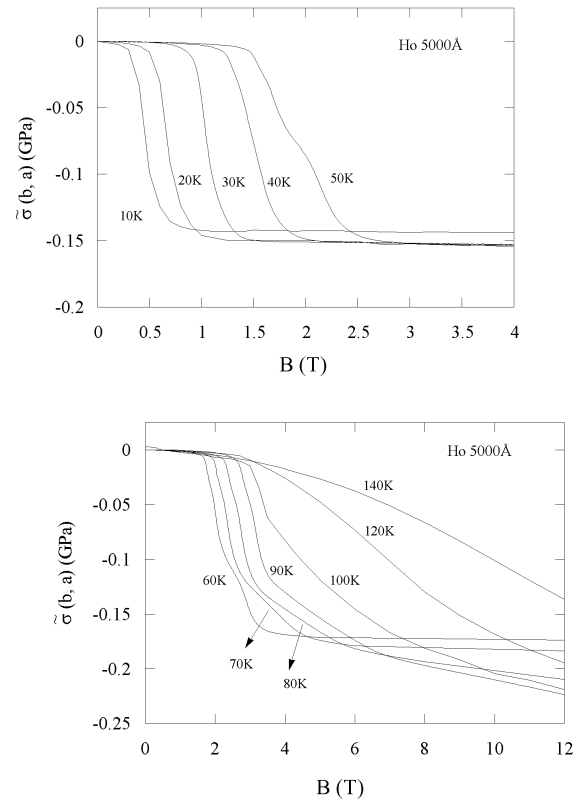 Ho 5000Å
0
-0.05
-0.1
-0.15
-0.2
σ̃ (b, a) (GPa)
10K
20K
30K
40K
50K
0 0.5 1 1.5 2 2.5 3 3.5 4
B (T)
Ho 5000Å
0
-0.05
-0.1
-0.15
-0.2
-0.25
σ̃ (b, a) (GPa)
140K
120K
100K
90K
60K
70K
80K
0 2 4 6 8 10 12
B (T)